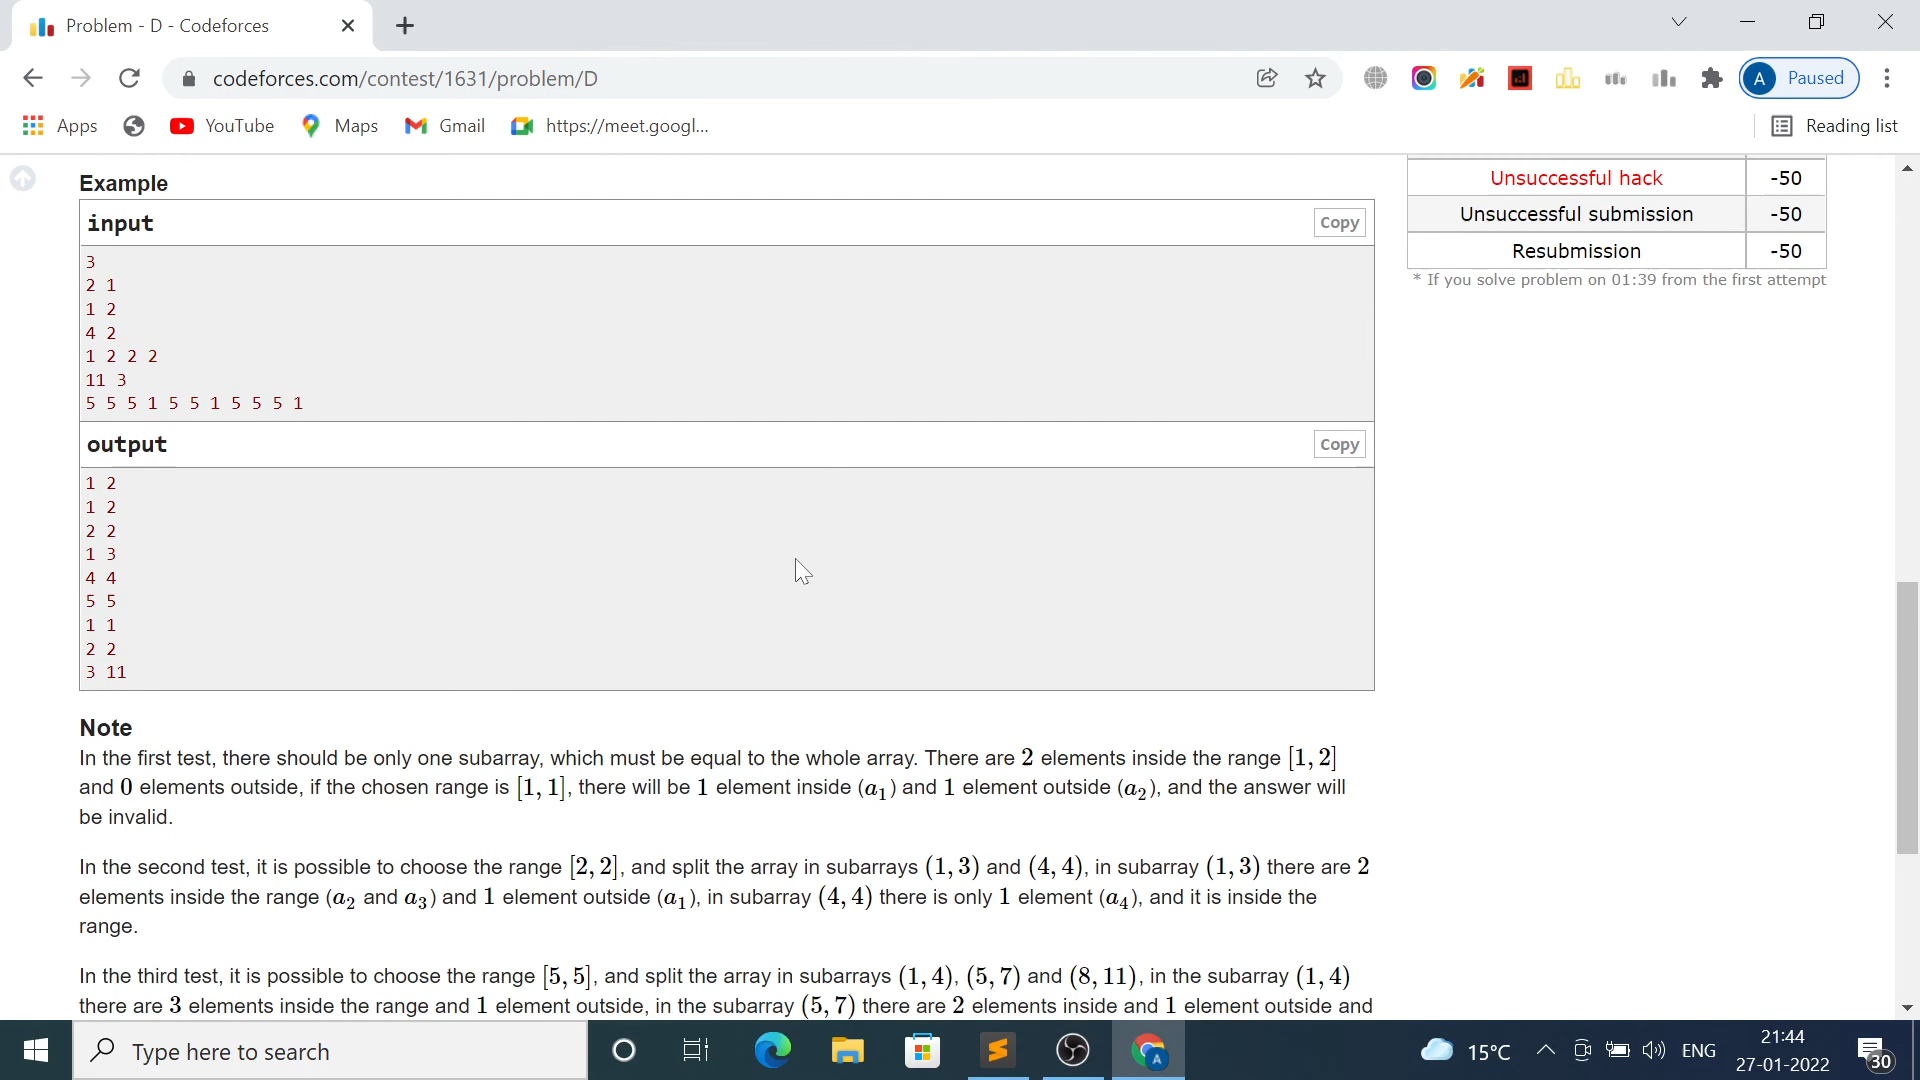 Problem - D - Codeforces
codeforces.com/contest/1631/problem/D
A Paused
Apps
YouTube
Maps
Gmail
https://meet.googl...
Reading list
Example
input
Copy
3
2 1
1 2
4 2
1 2 2 2
11 3
5 5 5 1 5 5 1 5 5 5 1
output
Copy
1 2
1 2
2 2
1 3
4 4
5 5
1 1
2 2
3 11
Unsuccessful hack -50
Unsuccessful submission -50
Resubmission -50
* If you solve problem on 01:39 from the first attempt
Note
In the first test, there should be only one subarray, which must be equal to the whole array. There are 2 elements inside the range [1, 2]
and 0 elements outside, if the chosen range is [1, 1], there will be 1 element inside (a₁) and 1 element outside (a₂), and the answer will
be invalid.
In the second test, it is possible to choose the range [2, 2], and split the array in subarrays (1, 3) and (4, 4), in subarray (1, 3) there are 2
elements inside the range (a₂ and a₃) and 1 element outside (a₁), in subarray (4, 4) there is only 1 element (a₄), and it is inside the
range.
In the third test, it is possible to choose the range [5, 5], and split the array in subarrays (1, 4), (5, 7) and (8, 11), in the subarray (1, 4)
there are 3 elements inside the range and 1 element outside, in the subarray (5, 7) there are 2 elements inside and 1 element outside and
Type here to search
A
15°C
ENG
21:44
27-01-2022
30